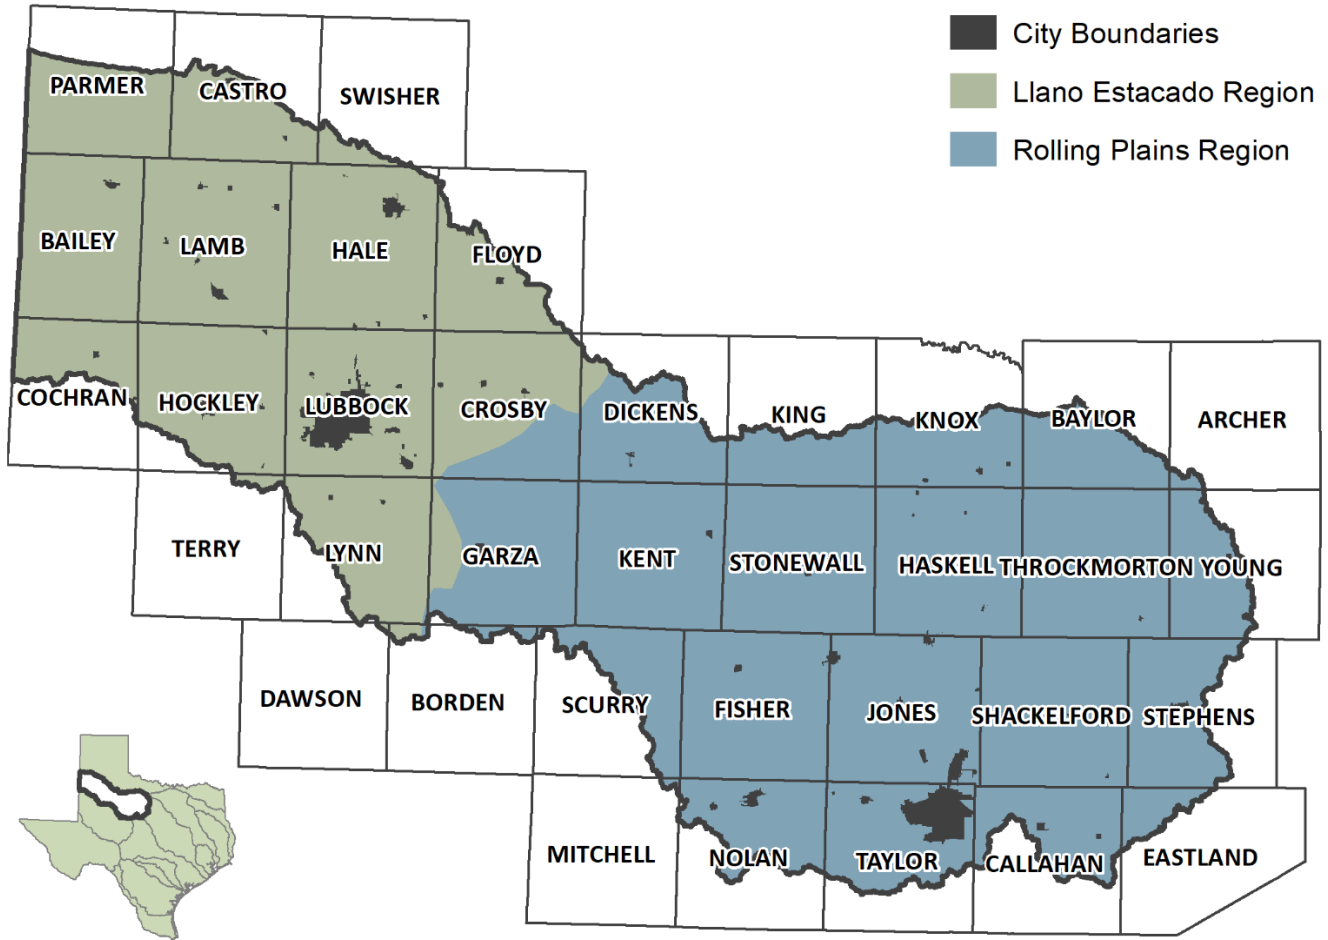 City Boundaries
Llano Estacado Region
Rolling Plains Region
PARMER
CASTRO
SWISHER
BAILEY
LAMB
HALE
FLOYD
COCHRAN
HOCKLEY
LUBBOCK
CROSBY
DICKENS
KING
KNOX
BAYLOR
ARCHER
TERRY
LYNN
GARZA
KENT
STONEWALL
HASKELL
THROCKMORTON
YOUNG
DAWSON
BORDEN
SCURRY
FISHER
JONES
SHACKELFORD
STEPHENS
MITCHELL
NOLAN
TAYLOR
CALLAHAN
EASTLAND